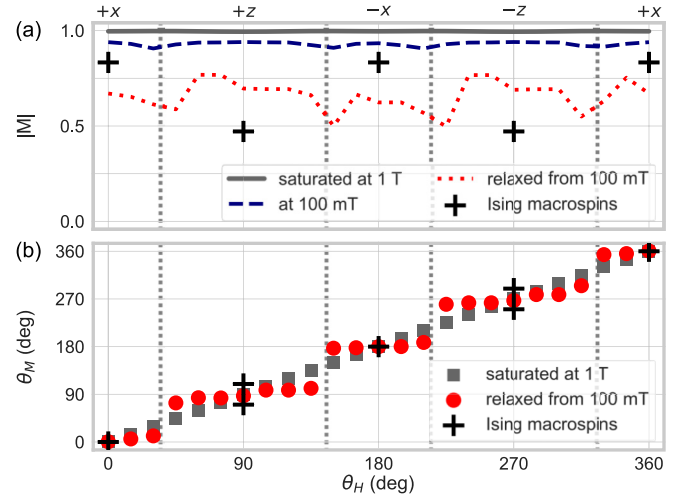 +x +z −x −z +x
(a)
1.0
0.5
0.0
|M|
saturated at 1 T
at 100 mT
relaxed from 100 mT
Ising macrospins
(b)
360
270
180
90
0
θ_M (deg)
saturated at 1 T
relaxed from 100 mT
Ising macrospins
0 90 180 270 360
θ_H (deg)